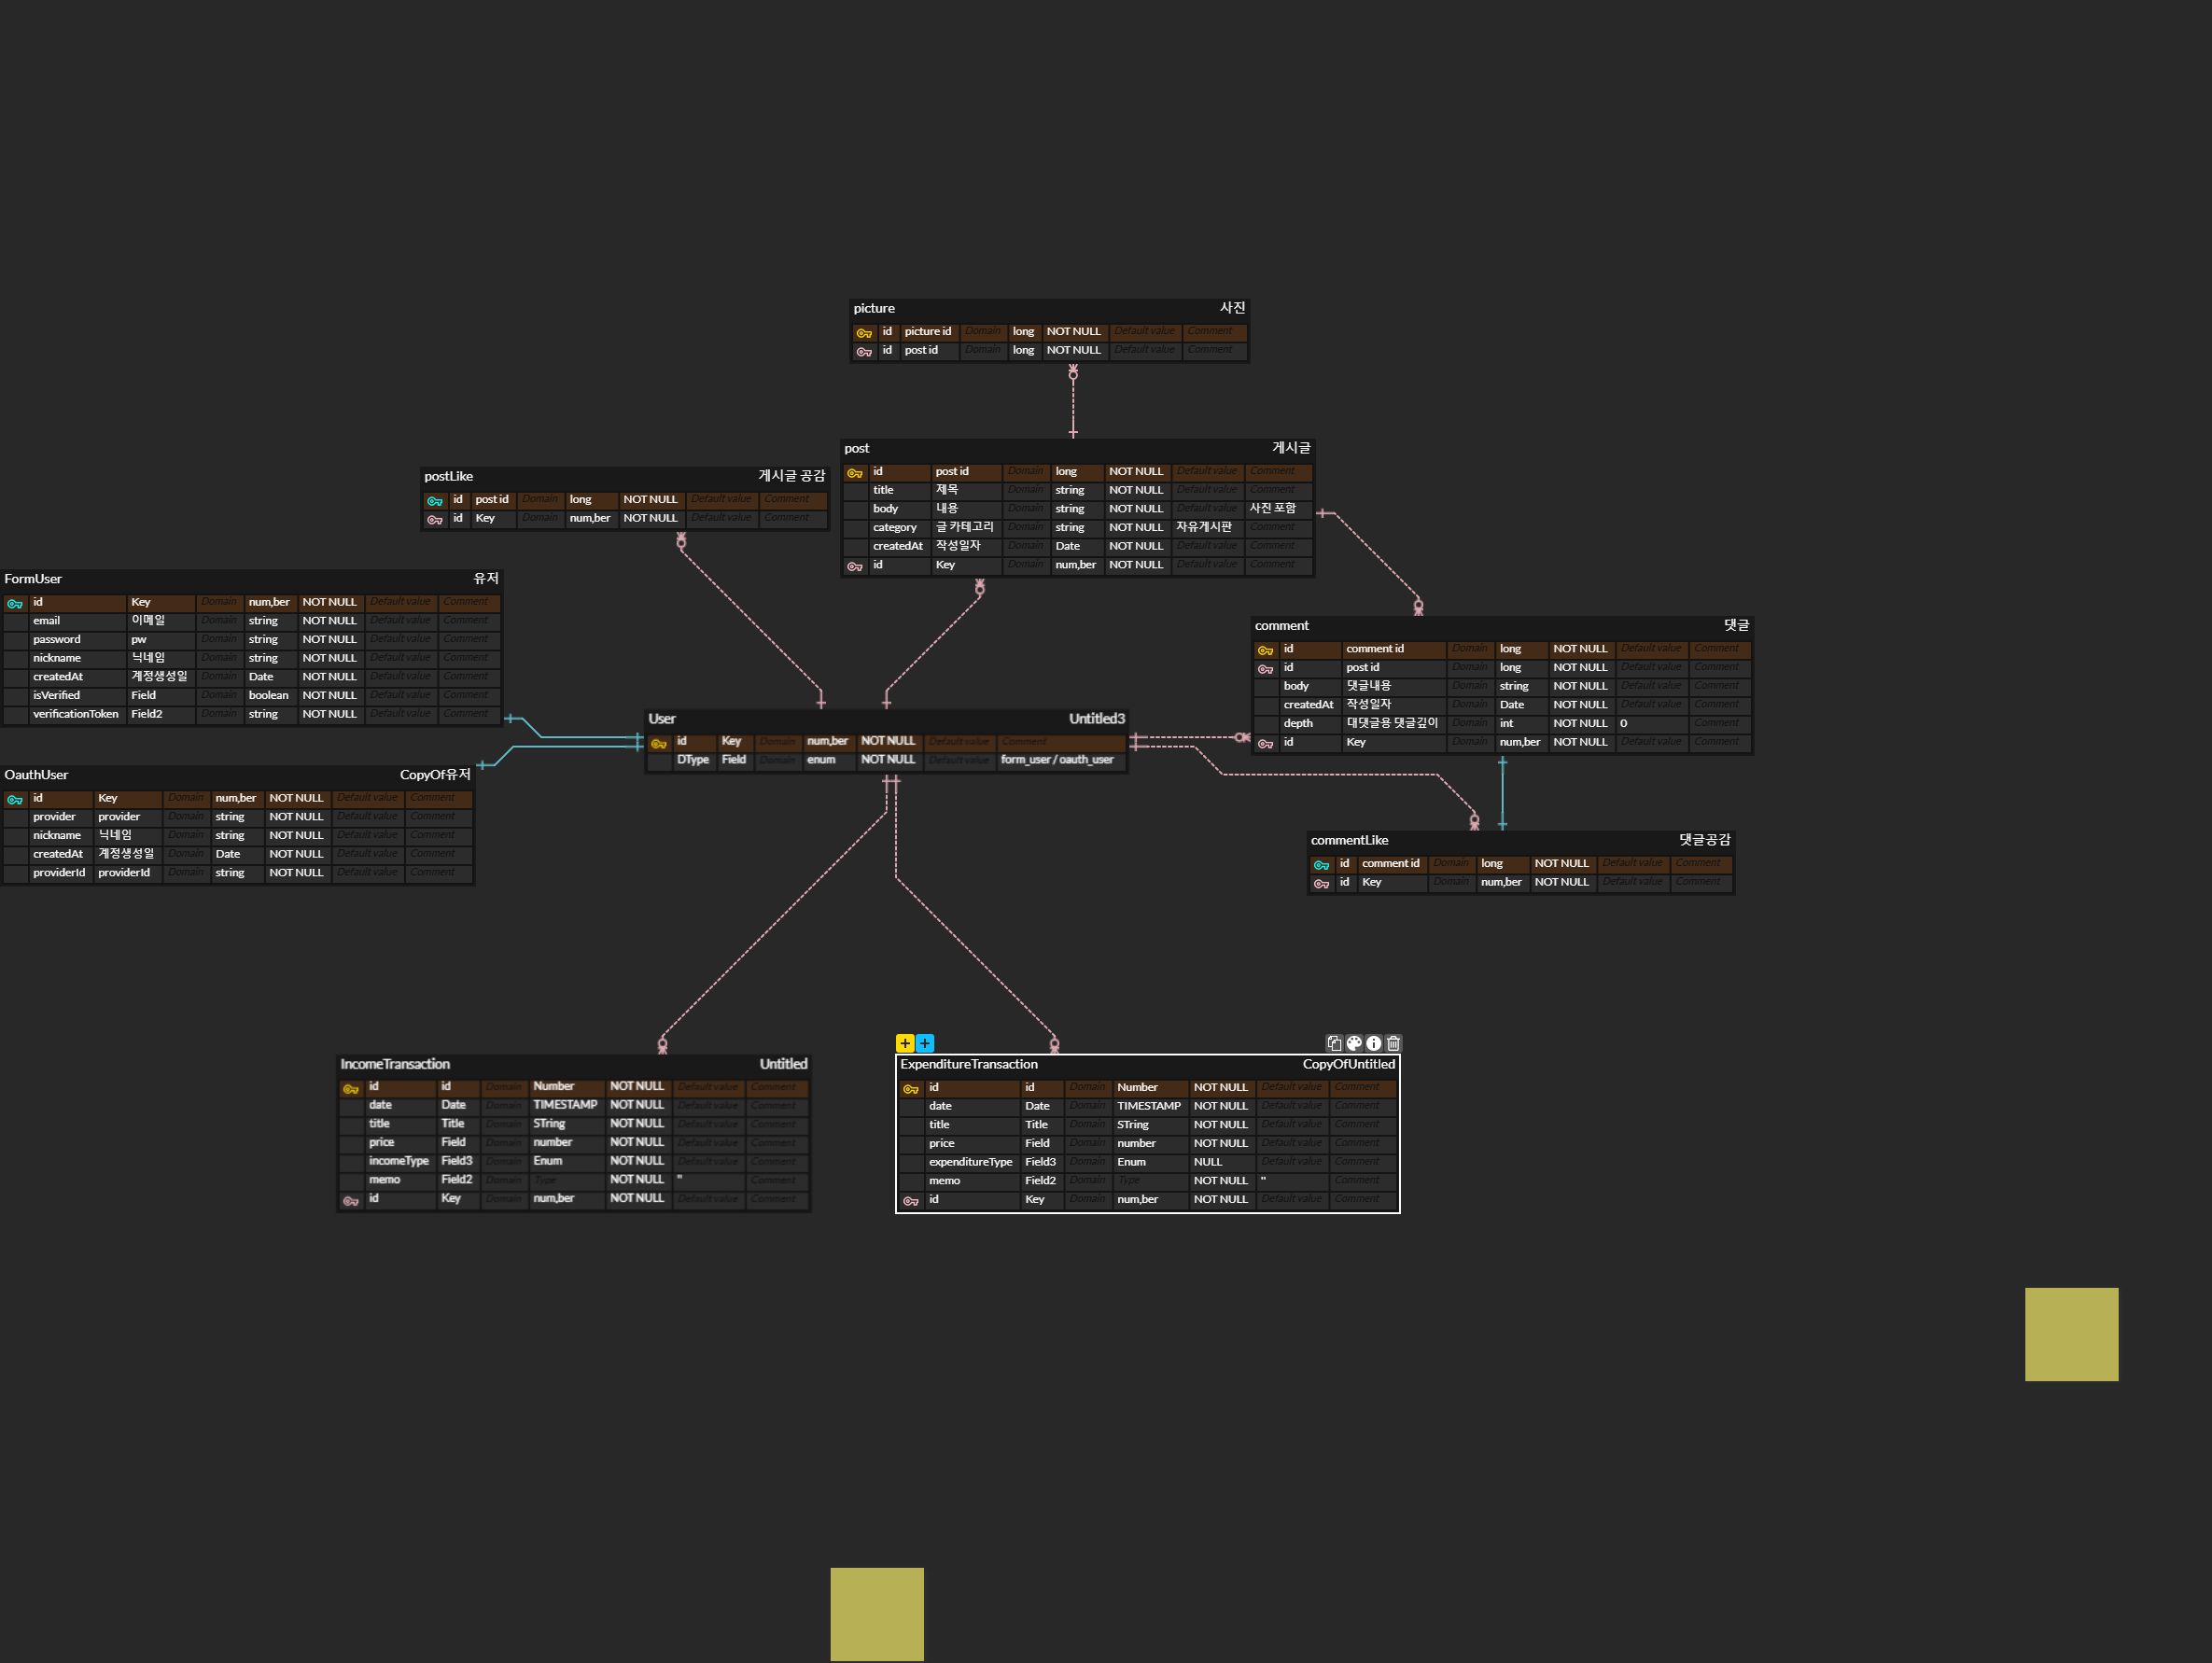 picture 사진
id picture id Domain long NOT NULL Default value Comment
id post id Domain long NOT NULL Default value Comment
post 게시글
id post id Domain long NOT NULL Default value Comment
title 제목 Domain string NOT NULL Default value Comment
body 내용 Domain string NOT NULL Default value 사진 포함
category 글 카테고리 Domain string NOT NULL 자유게시판 Comment
createdAt 작성일자 Domain Date NOT NULL Default value Comment
id Key Domain num,ber NOT NULL Default value Comment
postLike 게시글 공감
id post id Domain long NOT NULL Default value Comment
id Key Domain num,ber NOT NULL Default value Comment
FormUser 유저
id Key Domain num,ber NOT NULL Default value Comment
email 이메일 Domain string NOT NULL Default value Comment
password pw Domain string NOT NULL Default value Comment
nickname 닉네임 Domain string NOT NULL Default value Comment
createdAt 계정생성일 Domain Date NOT NULL Default value Comment
isVerified Field Domain boolean NOT NULL Default value Comment
verificationToken Field2 Domain string NOT NULL Default value Comment
comment 댓글
id comment id Domain long NOT NULL Default value Comment
id post id Domain long NOT NULL Default value Comment
body 댓글내용 Domain string NOT NULL Default value Comment
createdAt 작성일자 Domain Date NOT NULL Default value Comment
depth 대댓글용 댓글깊이 Domain int NOT NULL 0 Comment
id Key Domain num,ber NOT NULL Default value Comment
User Untitled3
id Key Domain num,ber NOT NULL Default value Comment
DType Field Domain enum NOT NULL Default value form_user / oauth_user
OauthUser CopyOf유저
id Key Domain num,ber NOT NULL Default value Comment
provider provider Domain string NOT NULL Default value Comment
nickname 닉네임 Domain string NOT NULL Default value Comment
createdAt 계정생성일 Domain Date NOT NULL Default value Comment
providerId providerId Domain string NOT NULL Default value Comment
commentLike 댓글공감
id comment id Domain long NOT NULL Default value Comment
id Key Domain num,ber NOT NULL Default value Comment
IncomeTransaction Untitled
id id Domain Number NOT NULL Default value Comment
date Date Domain TIMESTAMP NOT NULL Default value Comment
title Title Domain STring NOT NULL Default value Comment
price Field Domain number NOT NULL Default value Comment
incomeType Field3 Domain Enum NOT NULL Default value Comment
memo Field2 Domain Type NOT NULL '' Comment
id Key Domain num,ber NOT NULL Default value Comment
ExpenditureTransaction CopyOfUntitled
id id Domain Number NOT NULL Default value Comment
date Date Domain TIMESTAMP NOT NULL Default value Comment
title Title Domain STring NOT NULL Default value Comment
price Field Domain number NOT NULL Default value Comment
expenditureType Field3 Domain Enum NULL Default value Comment
memo Field2 Domain Type NOT NULL '' Comment
id Key Domain num,ber NOT NULL Default value Comment